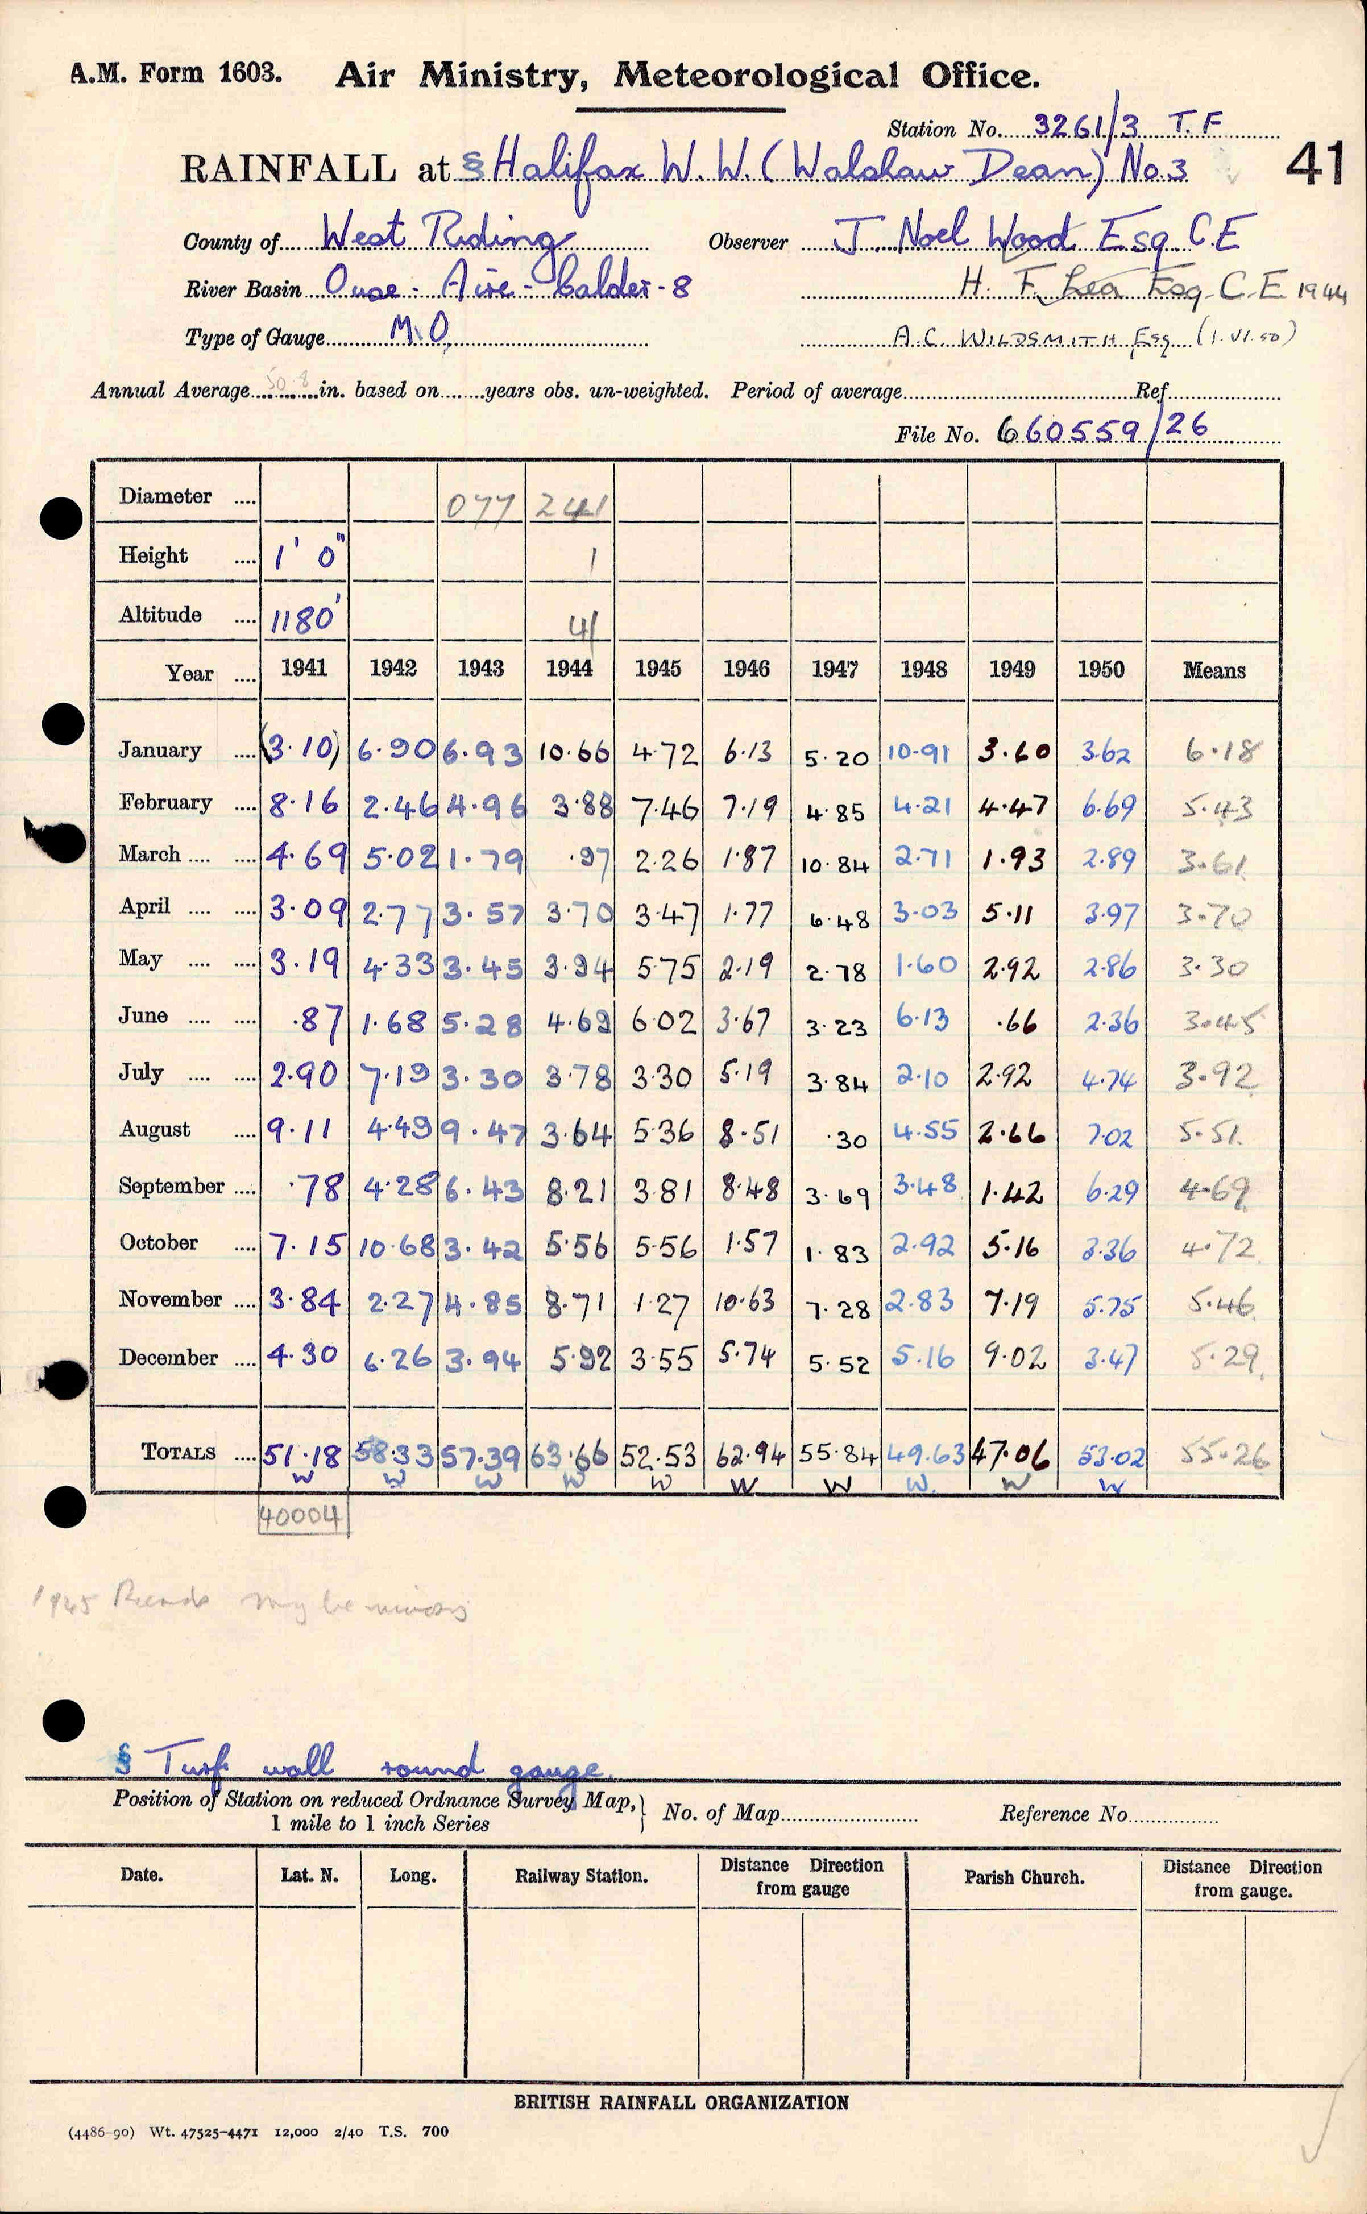 A.M. Form 1603. Air Ministry, Meteorological Office.
Station No. 3261/3 T.F
41
RAINFALL at § Halifax W.W. (Walshaw Dean) No.3
County of West Riding Observer J. Noel Wood Esq C.E
River Basin Ouse - Aire - Calder - 8 H. F. Lea Esq. C.E. 1944
Type of Gauge M.O. A.C. WILDSMITH Esq (1.VI.50)
Annual Average 50.8 in. based on years obs. un-weighted. Period of average Ref
File No. 660559/26
Diameter .... 077 241
Height .... 1' 0" 1
Altitude .... 1180' 41
Year .... 1941 1942 1943 1944 1945 1946 1947 1948 1949 1950 Means
January .... (3.10) 6.90 6.93 10.66 4.72 6.13 5.20 10.91 3.60 3.62 6.18
February .... 8.16 2.46 4.96 3.88 7.46 7.19 4.85 4.21 4.47 6.69 5.43
March .... .... 4.69 5.02 1.79 .97 2.26 1.87 10.84 2.71 1.93 2.89 3.61
April .... .... 3.09 2.77 3.57 3.70 3.47 1.77 6.48 3.03 5.11 3.97 3.70
May .... .... 3.19 4.33 3.45 3.94 5.75 2.19 2.78 1.60 2.92 2.86 3.30
June .... .... .87 1.68 5.28 4.69 6.02 3.67 3.23 6.13 .66 2.36 3.45
July .... .... 2.90 7.19 3.30 3.78 3.30 5.19 3.84 2.10 2.92 4.74 3.92
August .... 9.11 4.49 9.47 3.64 5.36 8.51 .30 4.55 2.66 7.02 5.51
September .... .78 4.28 6.43 8.21 3.81 8.48 3.69 3.48 1.42 6.29 4.69
October .... 7.15 10.68 3.42 5.56 5.56 1.57 1.83 2.92 5.16 3.36 4.72
November .... 3.84 2.27 4.85 8.71 1.27 10.63 7.28 2.83 7.19 5.75 5.46
December .... 4.30 6.26 3.94 5.92 3.55 5.74 5.52 5.16 9.02 3.47 5.29
TOTALS .... 51.18 58.33 57.39 63.66 52.53 62.94 55.84 49.63 47.06 53.02 55.26
W W W W W W W W W W
40004
1945 Records may be
§ Turf wall round gauge.
Position of Station on reduced Ordnance Survey Map, } No. of Map Reference No.
1 mile to 1 inch Series
Date. Lat. N. Long. Railway Station. Distance Direction from gauge Parish Church. Distance Direction from gauge.
BRITISH RAINFALL ORGANIZATION
(4486-90) Wt. 47525-4471 12,000 2/40 T.S. 700